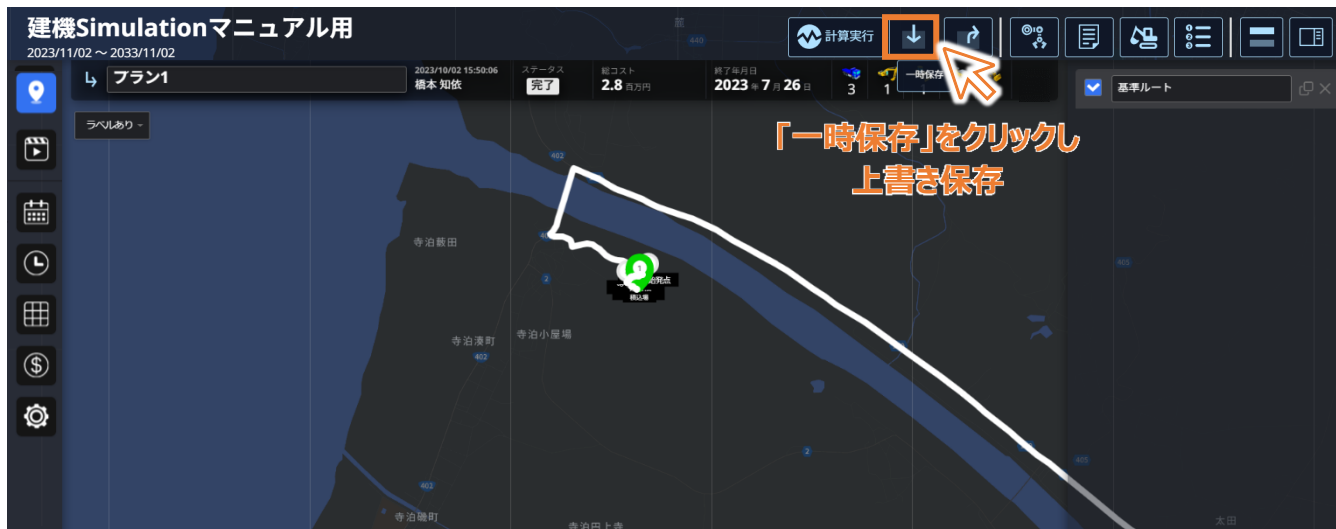 建機Simulationマニュアル用
2023/11/02 ～ 2033/11/02
計算実行
一時保存
プラン1
2023/10/02 15:50:06
橋本 知依
ステータス
完了
総コスト
2.8 百万円
終了年月日
2023 年 7 月 26 日
3
1
基準ルート
ラベルあり
「一時保存」をクリックし
上書き保存
440
402
寺泊藪田
2
405
積込場
寺泊小屋場
寺泊湊町
402
2
405
402
寺泊磯町
寺泊田上寺
太田